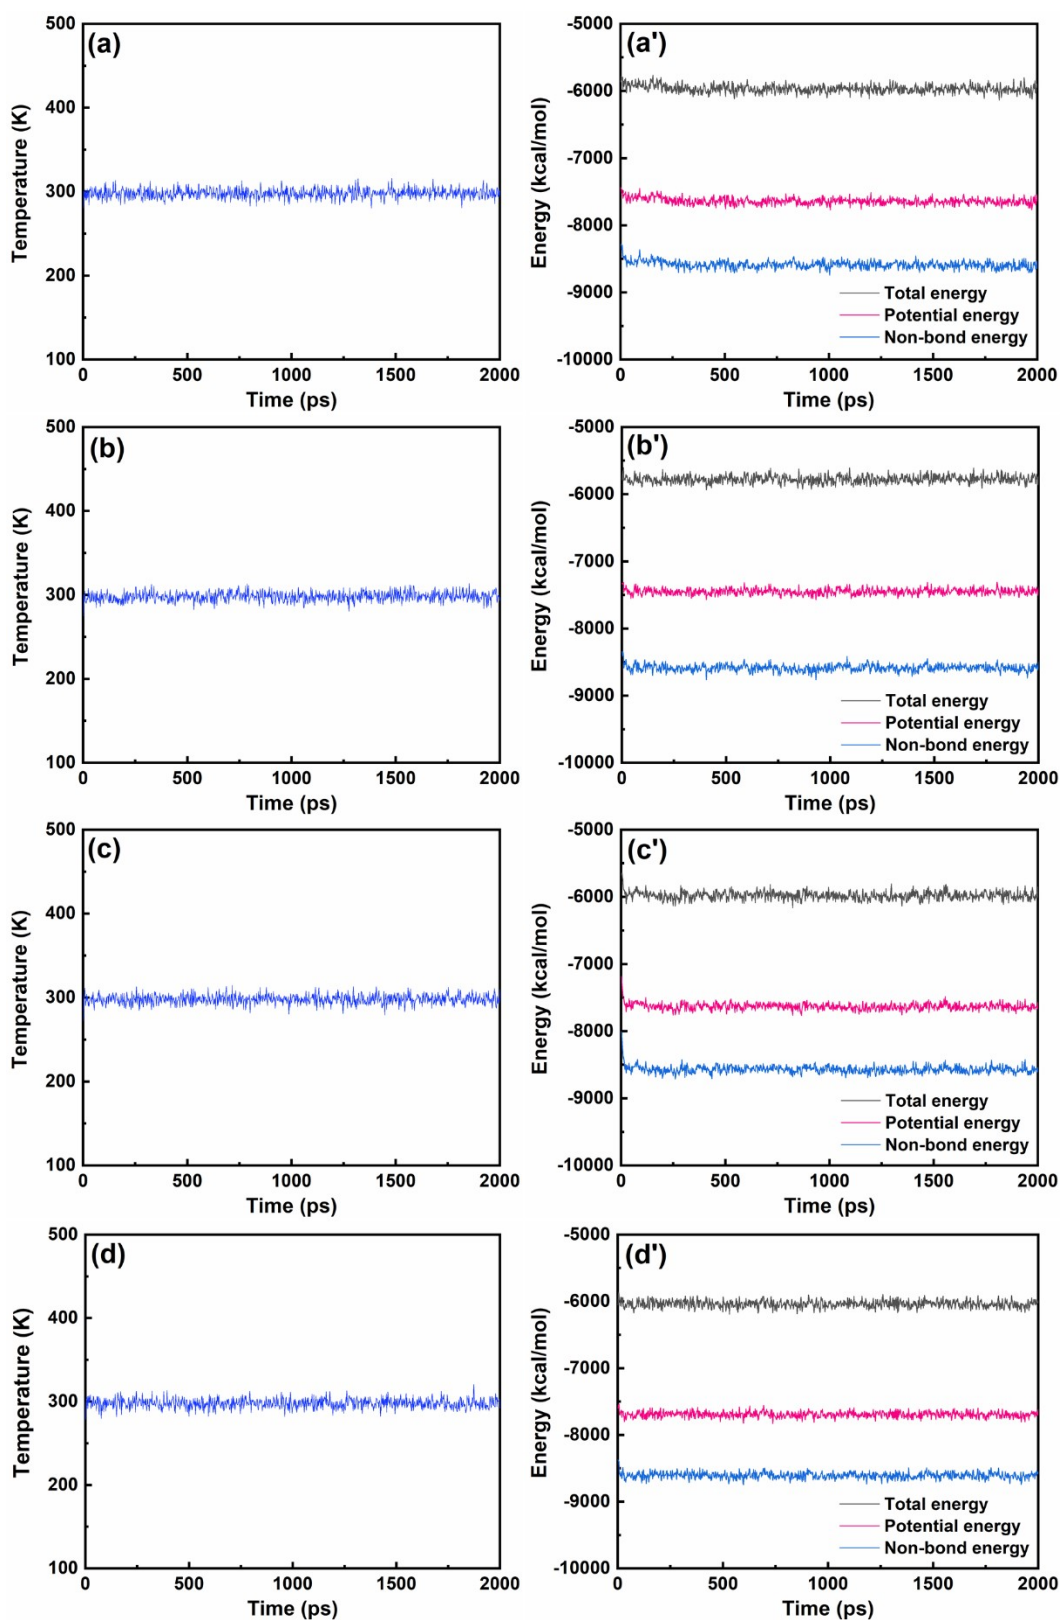 (a)
Temperature (K)
500
400
300
200
100
0 500 1000 1500 2000
Time (ps)
(a')
Energy (kcal/mol)
-5000
-6000
-7000
-8000
-9000
-10000
Total energy
Potential energy
Non-bond energy
0 500 1000 1500 2000
Time (ps)
(b)
Temperature (K)
500
400
300
200
100
0 500 1000 1500 2000
Time (ps)
(b')
Energy (kcal/mol)
-5000
-6000
-7000
-8000
-9000
-10000
Total energy
Potential energy
Non-bond energy
0 500 1000 1500 2000
Time (ps)
(c)
Temperature (K)
500
400
300
200
100
0 500 1000 1500 2000
Time (ps)
(c')
Energy (kcal/mol)
-5000
-6000
-7000
-8000
-9000
-10000
Total energy
Potential energy
Non-bond energy
0 500 1000 1500 2000
Time (ps)
(d)
Temperature (K)
500
400
300
200
100
0 500 1000 1500 2000
Time (ps)
(d')
Energy (kcal/mol)
-5000
-6000
-7000
-8000
-9000
-10000
Total energy
Potential energy
Non-bond energy
0 500 1000 1500 2000
Time (ps)